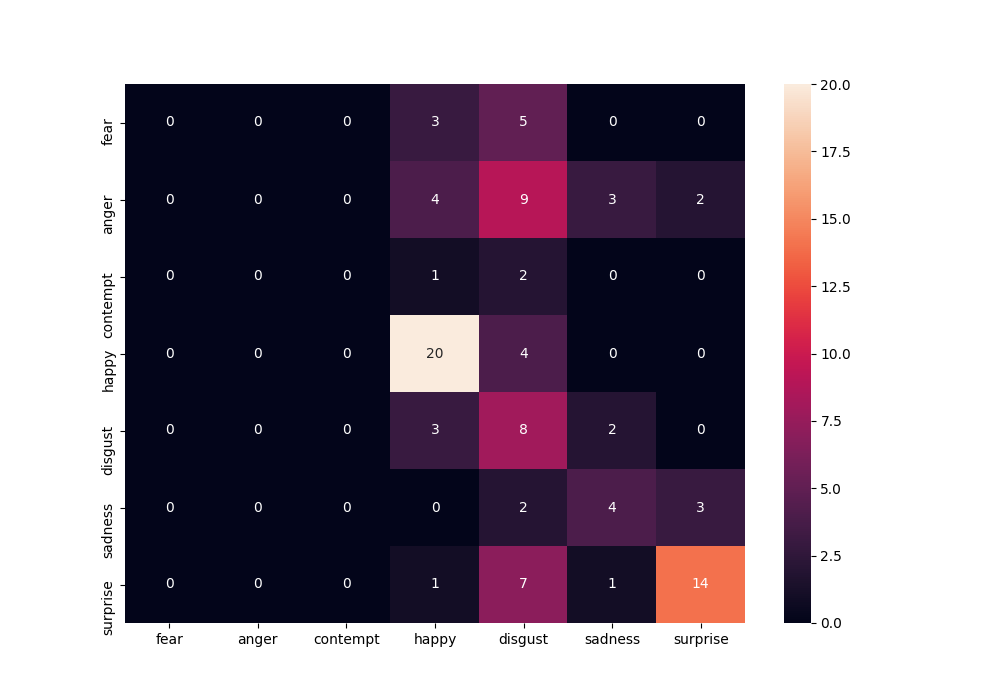 fear 0 0 0 3 5 0 0
anger 0 0 0 4 9 3 2
contempt 0 0 0 1 2 0 0
happy 0 0 0 20 4 0 0
disgust 0 0 0 3 8 2 0
sadness 0 0 0 0 2 4 3
surprise 0 0 0 1 7 1 14
fear anger contempt happy disgust sadness surprise
20.0
17.5
15.0
12.5
10.0
7.5
5.0
2.5
0.0